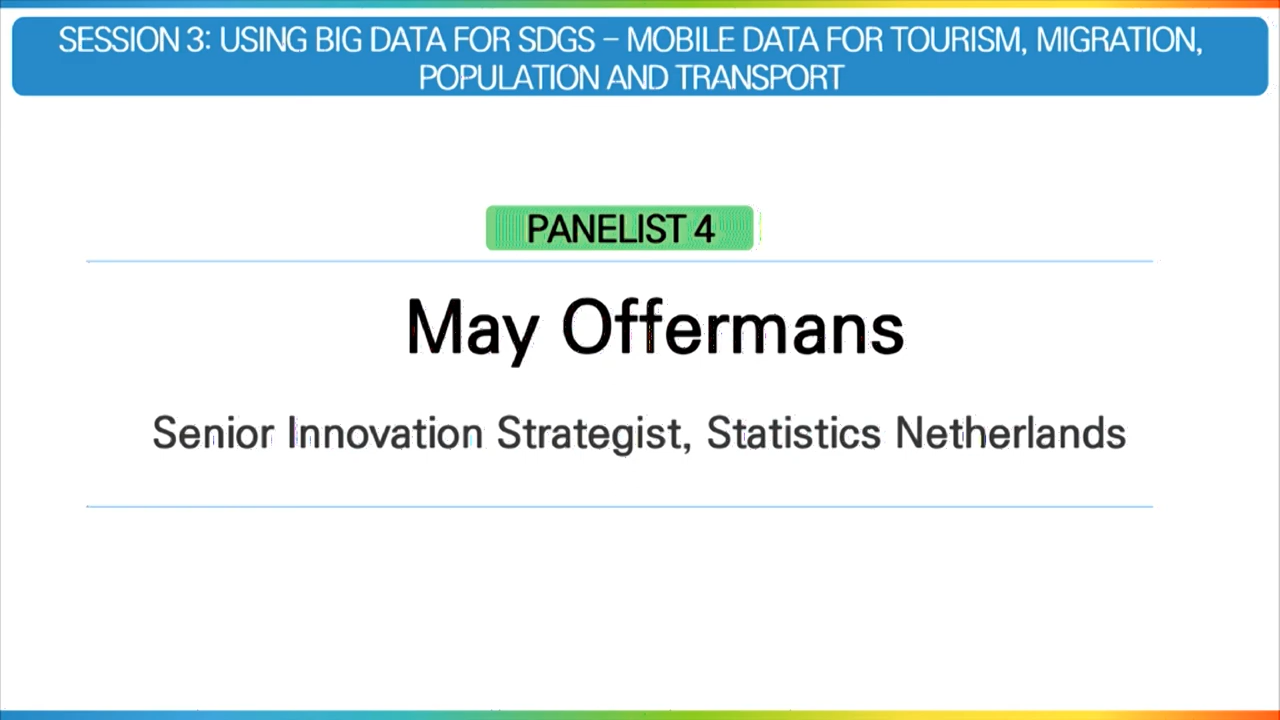 SESSION 3: USING BIG DATA FOR SDGS – MOBILE DATA FOR TOURISM, MIGRATION,
POPULATION AND TRANSPORT
PANELIST 4
May Offermans
Senior Innovation Strategist, Statistics Netherlands